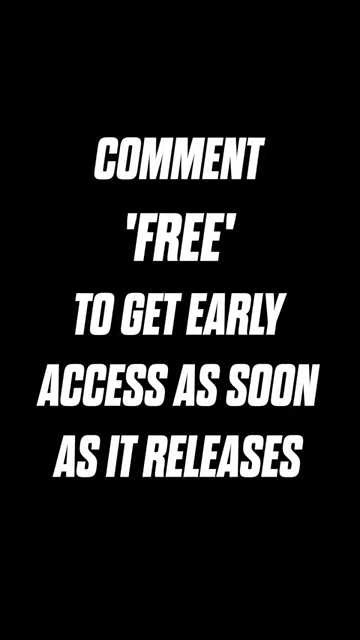 COMMENT
'FREE'
TO GET EARLY
ACCESS AS SOON
AS IT RELEASES